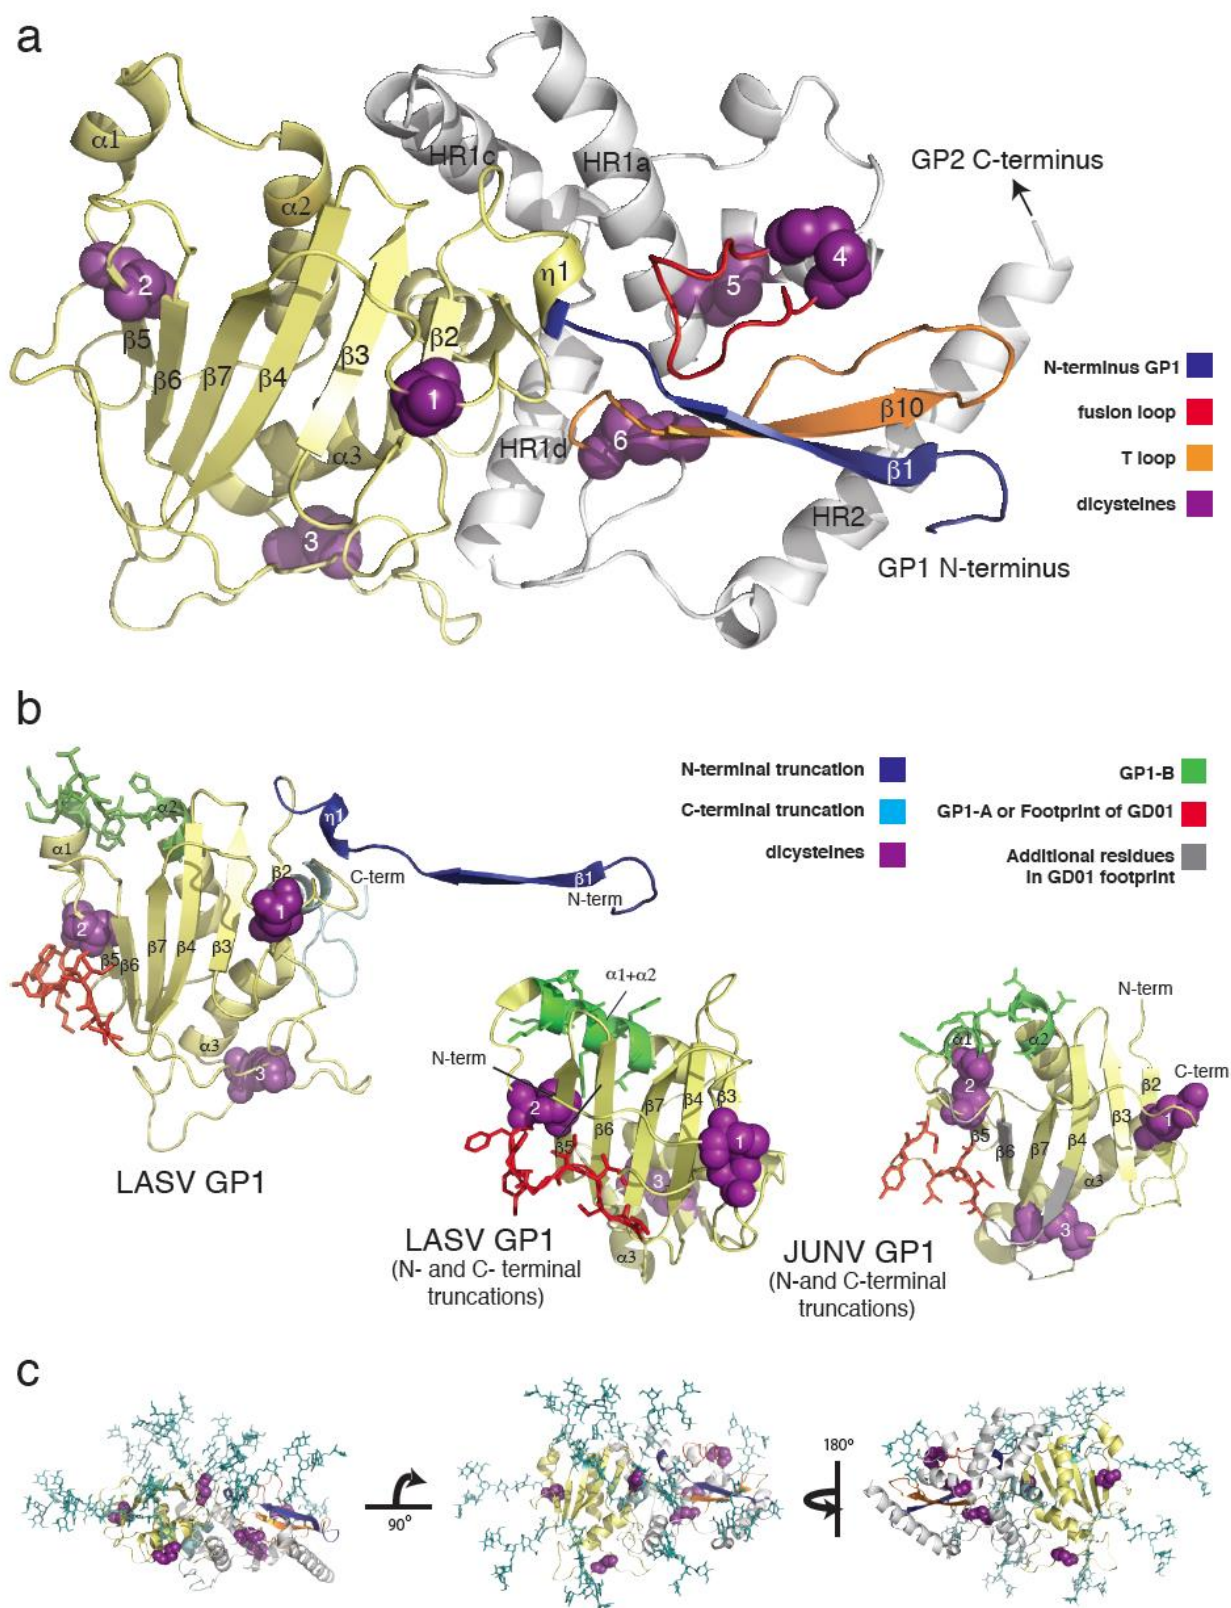 a
α1
HR1c
HR1a
GP2 C-terminus
α2
4
η1
5
2
β2
β5
β3
N-terminus GP1
β7
β4
β6
1
β10
fusion loop
HR1d
6
α3
β1
T loop
HR2
dicysteines
3
GP1 N-terminus
b
N-terminal truncation
GP1-B
C-terminal truncation
GP1-A or Footprint of GD01
dicysteines
Additional residues
in GD01 footprint
α2
η1
α1
β2
C-term
β1
N-term
1
2
β7
β4
β3
β5
β6
α3
3
LASV GP1
α1+α2
N-term
2
β7
β4
β3
β6
β5
1
3
α3
LASV GP1
(N- and C- terminal
truncations)
N-term
α1
α2
C-term
2
β2
β3
1
β5
β4
β6
β7
α3
3
JUNV GP1
(N-and C-terminal
truncations)
c
90°
180°